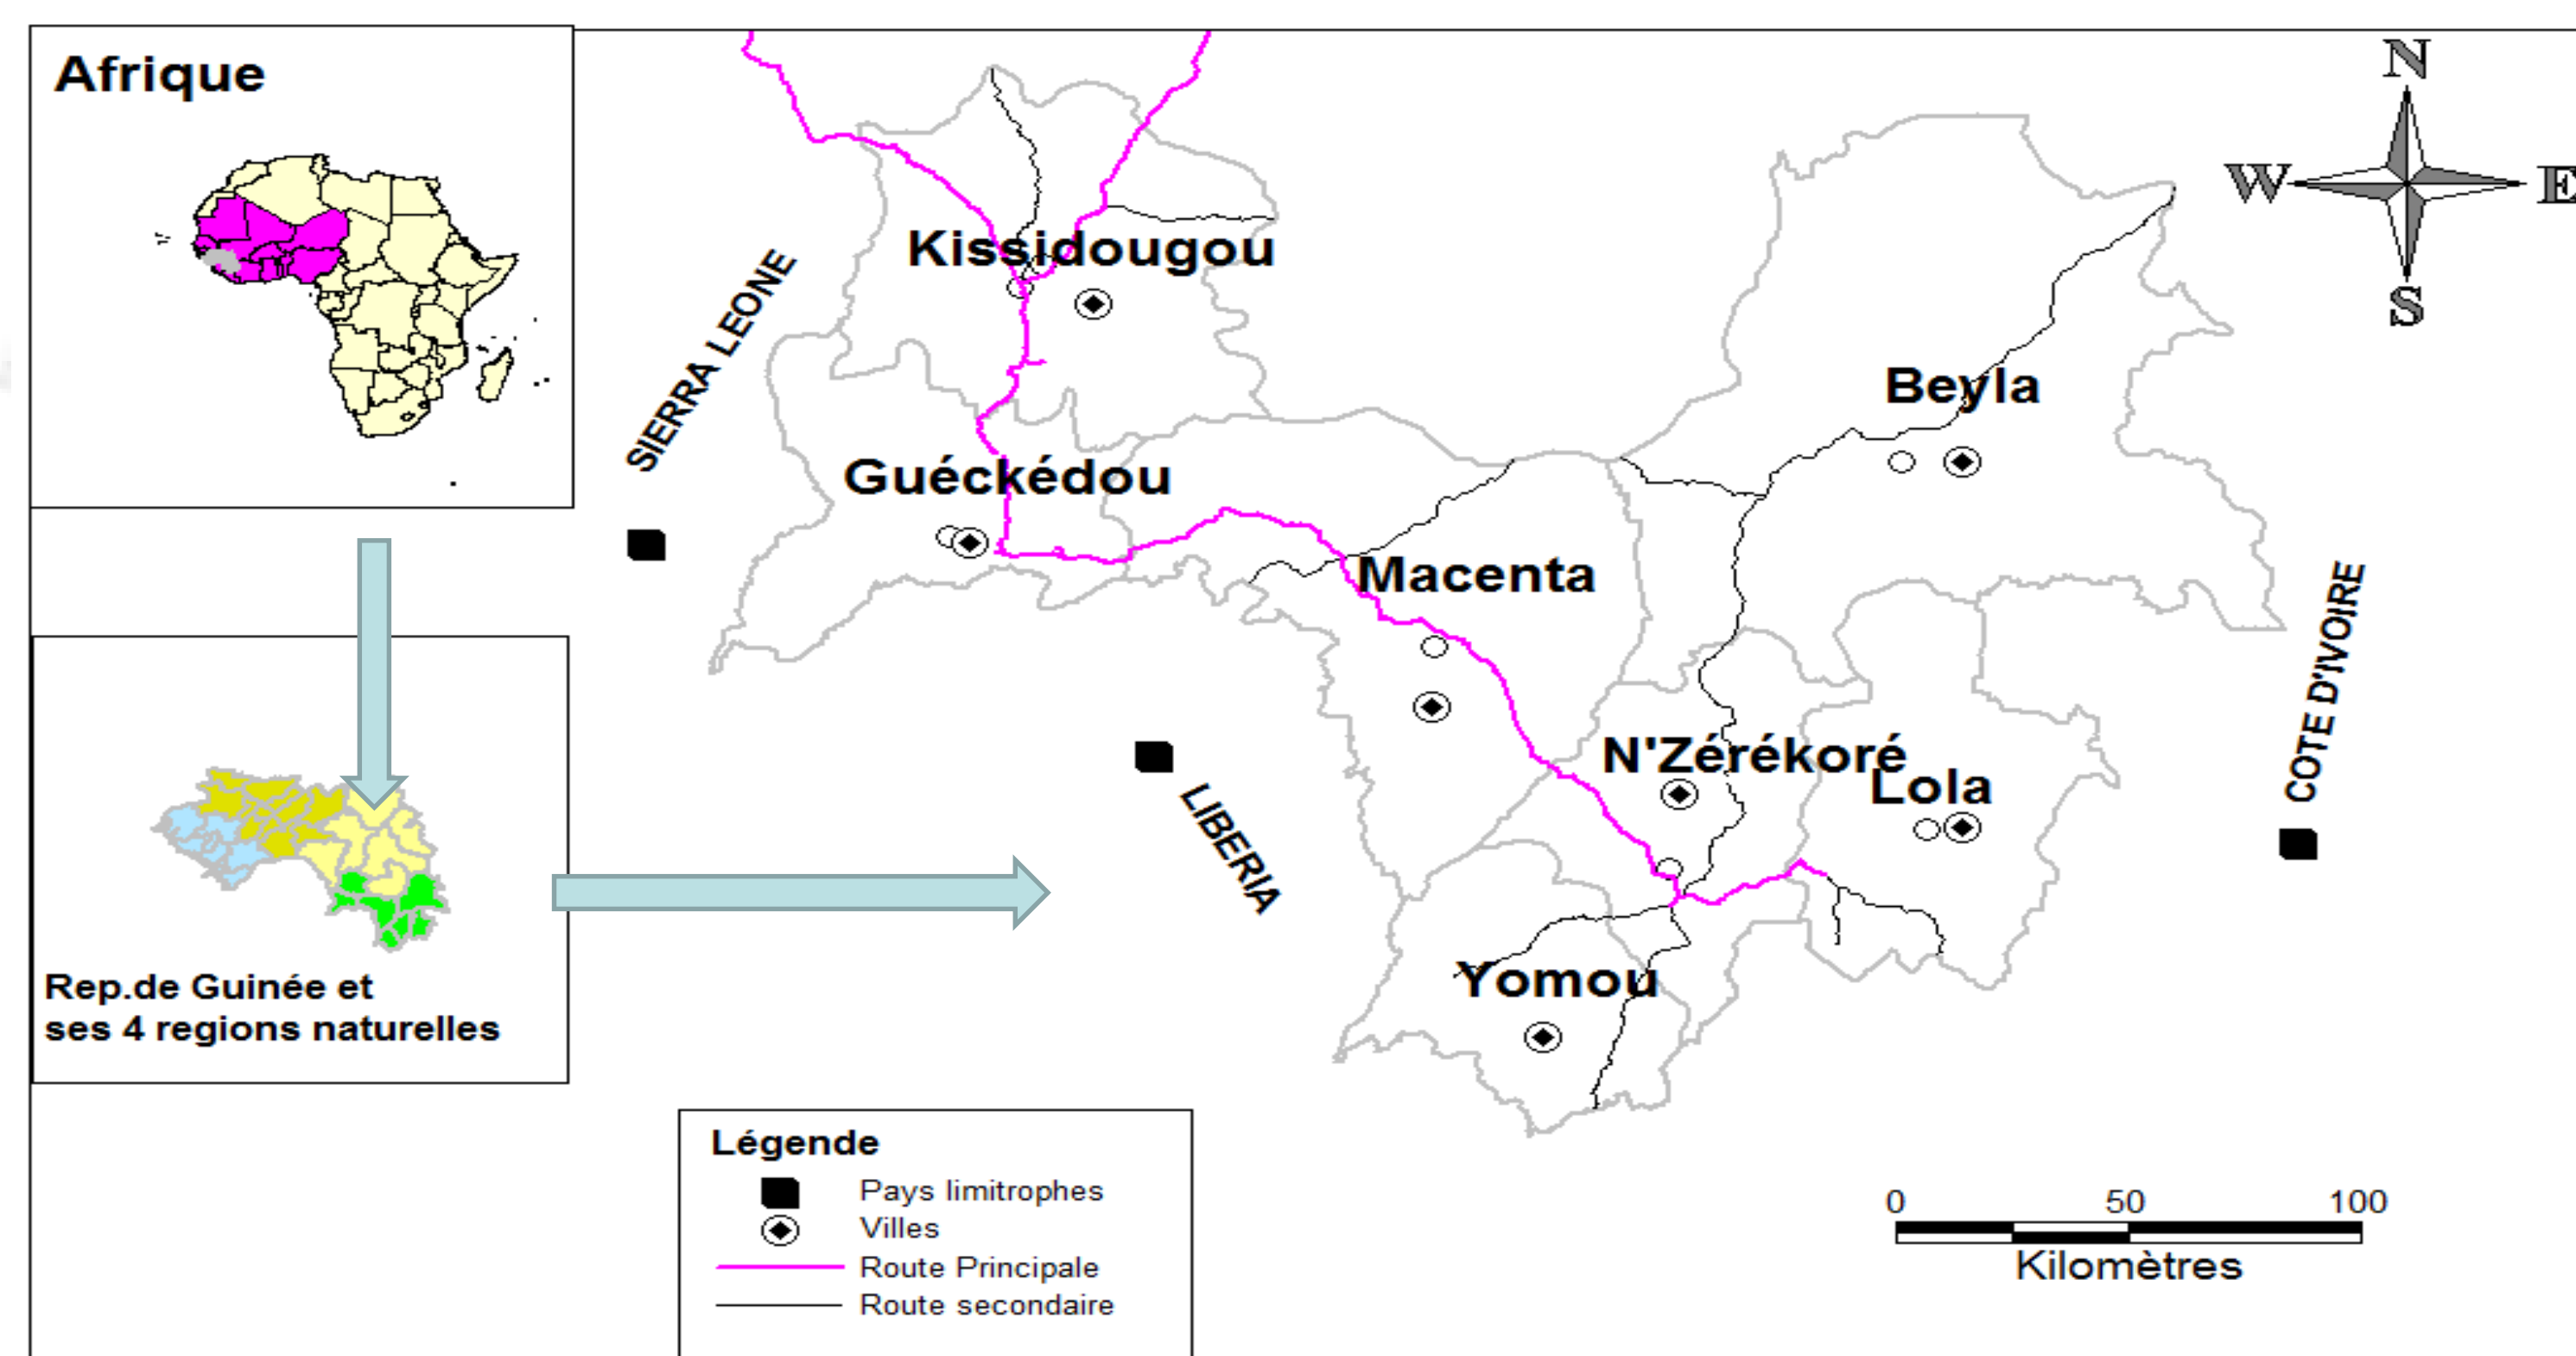 Afrique
N
W
E
S
Kissidougou
SIERRA LEONE
Beyla
Guéckédou
Macenta
COTE D'IVOIRE
N'Zérékoré
Lola
LIBERIA
Yomou
Rep.de Guinée et
ses 4 regions naturelles
Légende
Pays limitrophes
Villes
Route Principale
Route secondaire
0 50 100
Kilomètres